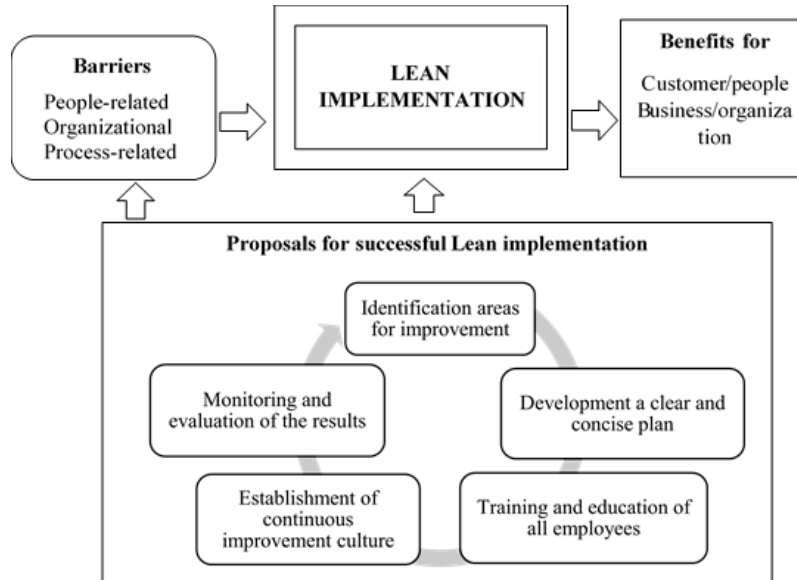 Barriers
People-related
Organizational
Process-related
LEAN
IMPLEMENTATION
Benefits for
Customer/people
Business/organiza
tion
Proposals for successful Lean implementation
Identification areas
for improvement
Development a clear and
concise plan
Training and education of
all employees
Establishment of
continuous
improvement culture
Monitoring and
evaluation of the results